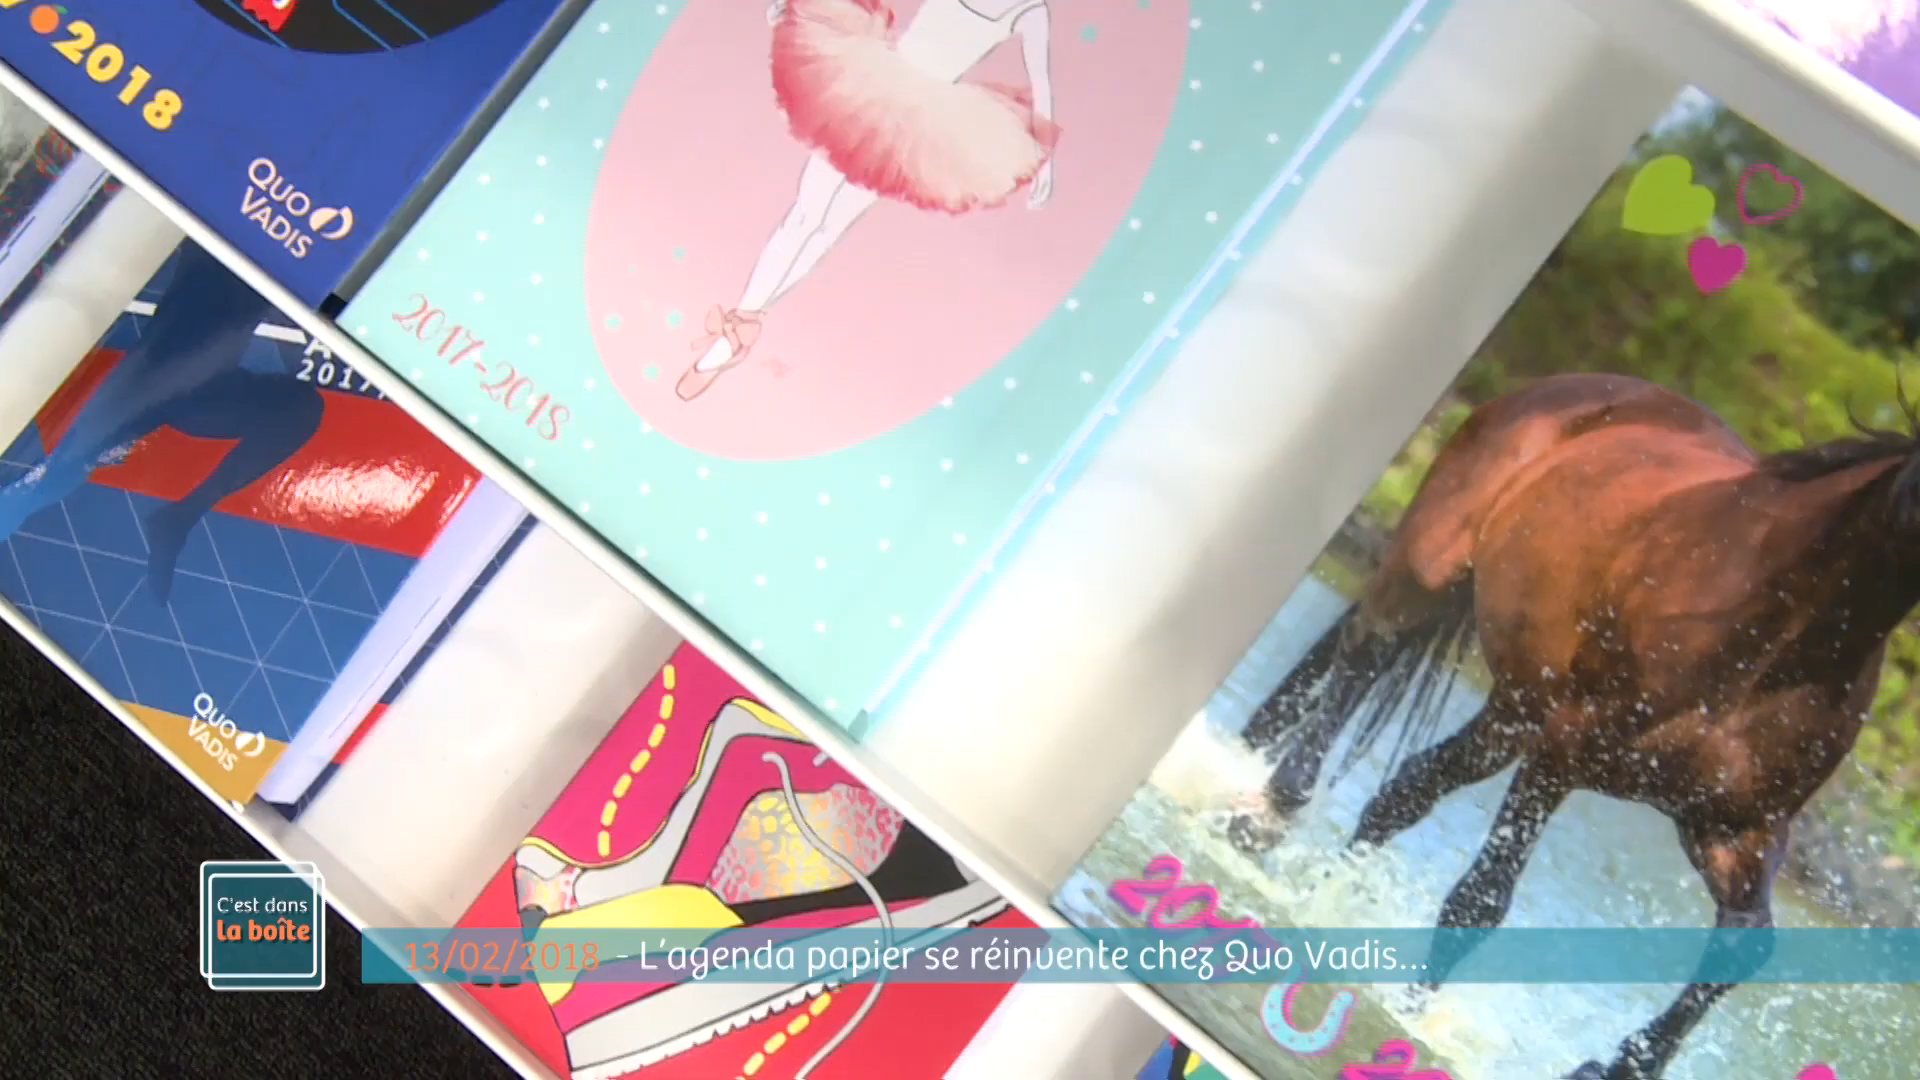 2018
QUO
VADIS
2017-2018
2017
QUO
VADIS
C'est dans
la boîte
13/02/2018 - L'agenda papier se réinvente chez Quo Vadis...